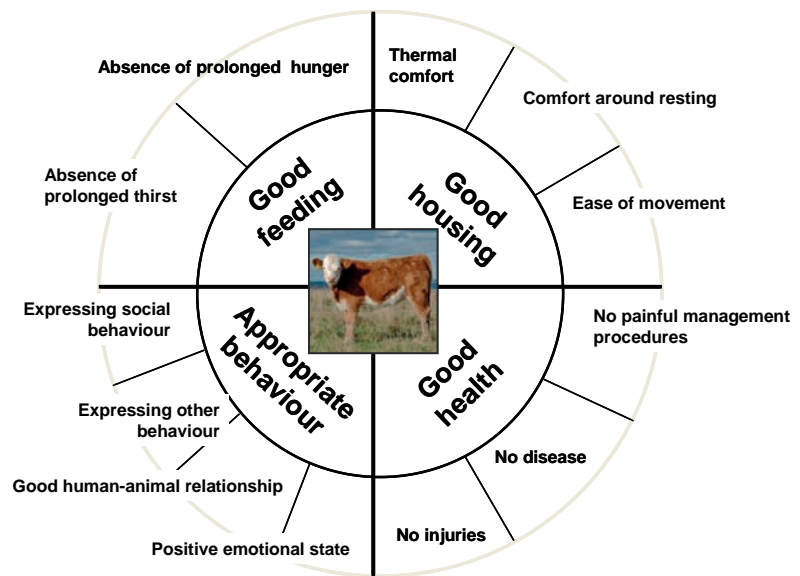 Absence of prolonged hunger
Thermal
comfort
Comfort around resting
Absence of
prolonged thirst
Good
feeding
Good
housing
Ease of movement
Expressing social
behaviour
Appropriate
behaviour
Good
health
No painful management
procedures
Expressing other
behaviour
No disease
Good human-animal relationship
No injuries
Positive emotional state